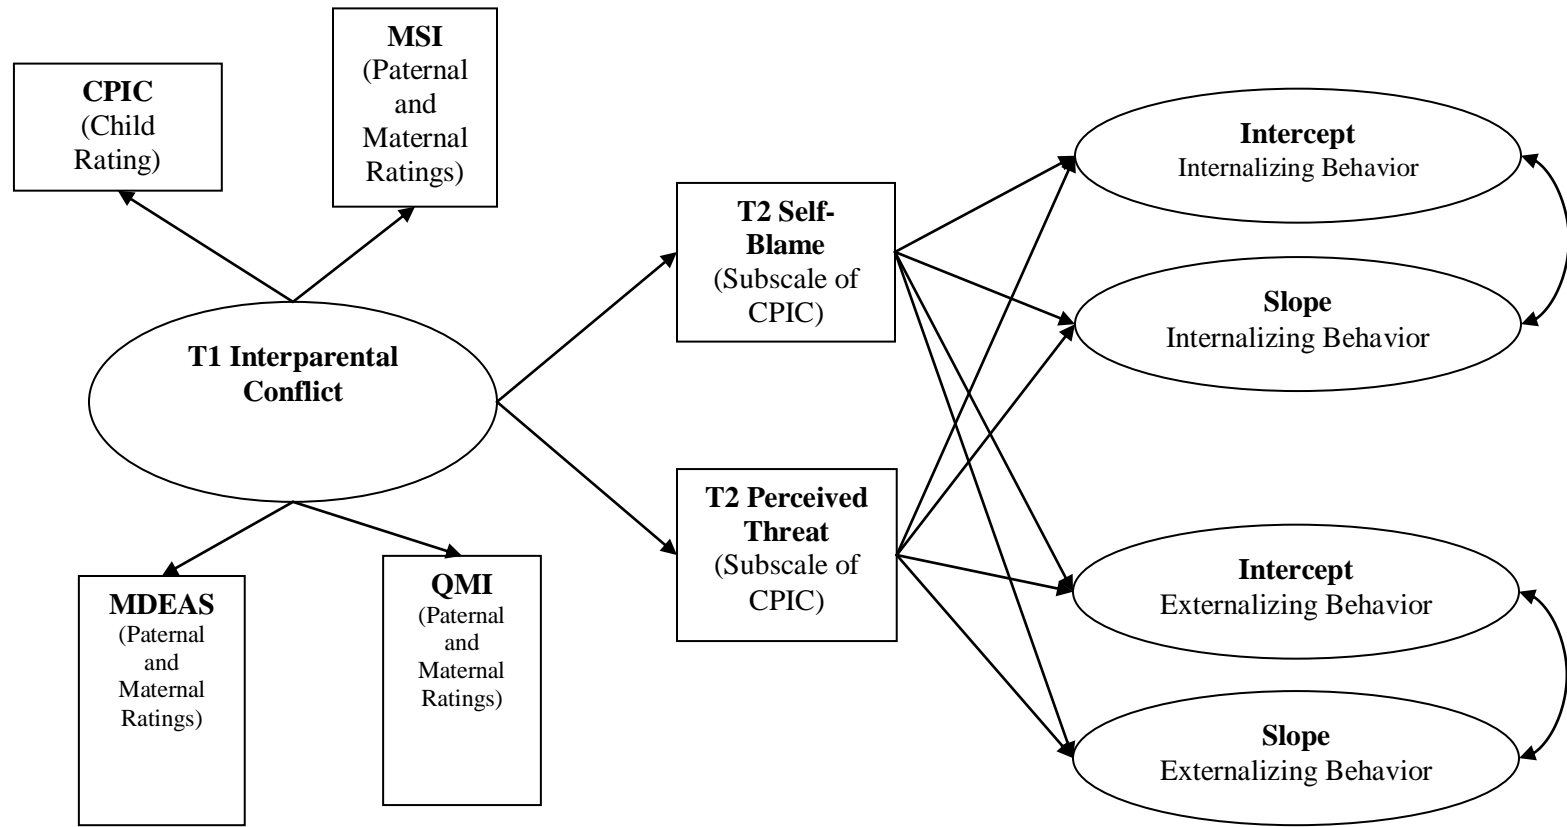 CPIC
(Child
Rating)
MSI
(Paternal
and
Maternal
Ratings)
T1 Interparental
Conflict
MDEAS
(Paternal
and
Maternal
Ratings)
QMI
(Paternal
and
Maternal
Ratings)
T2 Self-
Blame
(Subscale of
CPIC)
T2 Perceived
Threat
(Subscale of
CPIC)
Intercept
Internalizing Behavior
Slope
Internalizing Behavior
Intercept
Externalizing Behavior
Slope
Externalizing Behavior